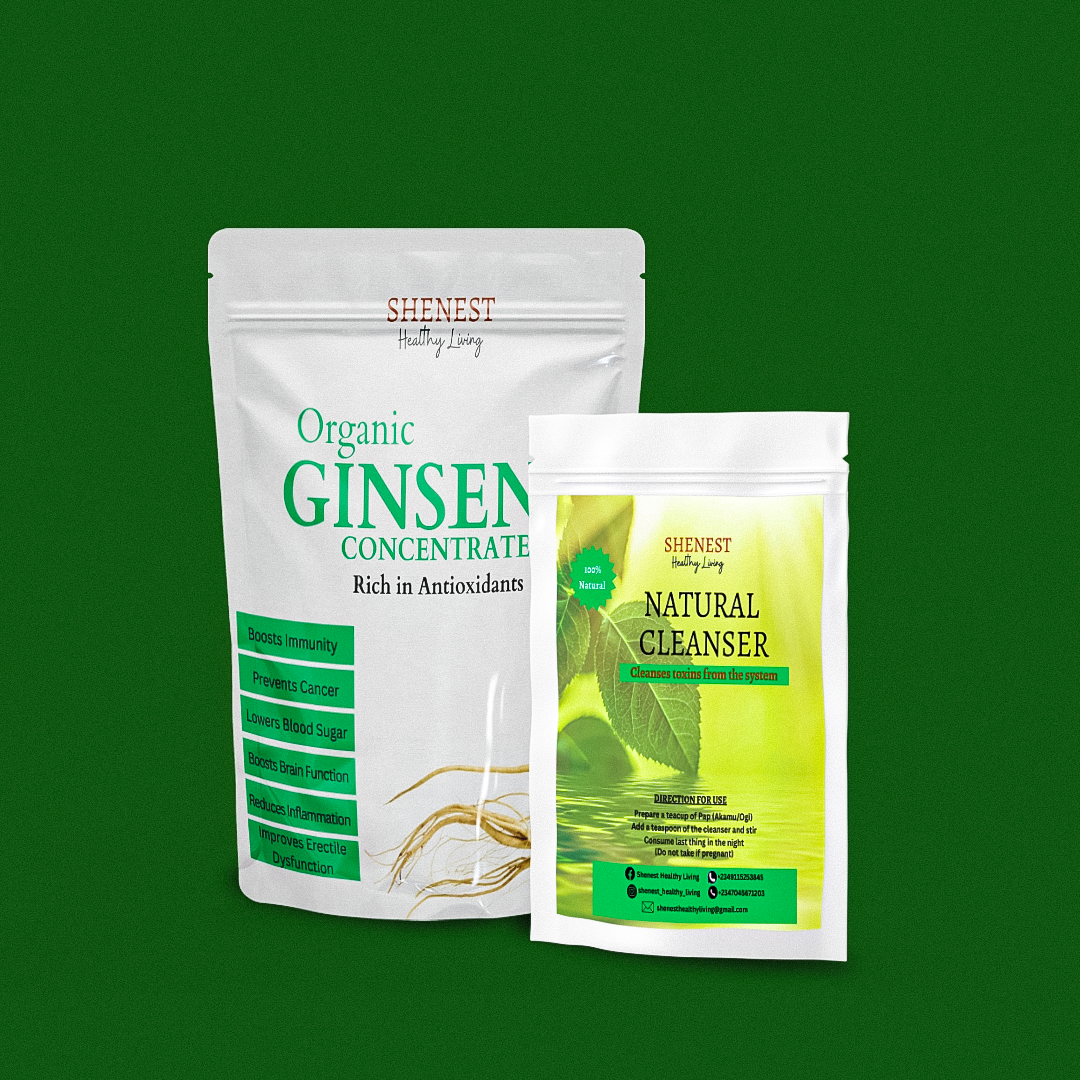 SHENEST
Healthy Living
Organic
GINSEN
CONCENTRATE
Rich in Antioxidants
Boosts Immunity
Prevents Cancer
Lowers Blood Sugar
Boosts Brain Function
Reduces Inflammation
Improves Erectile
Dysfunction
SHENEST
Healthy Living
100%
Natural
NATURAL
CLEANSER
Cleanses toxins from the system
DIRECTION FOR USE
Prepare a teacup of Pap (Akamu/Ogi)
Add a teaspoon of the cleanser and stir
Consume last thing in the night
(Do not take if pregnant)
Shenest Healthy Living +2349115253845
shenest_healthy_living +2347045871203
shenesthealthyliving@gmail.com